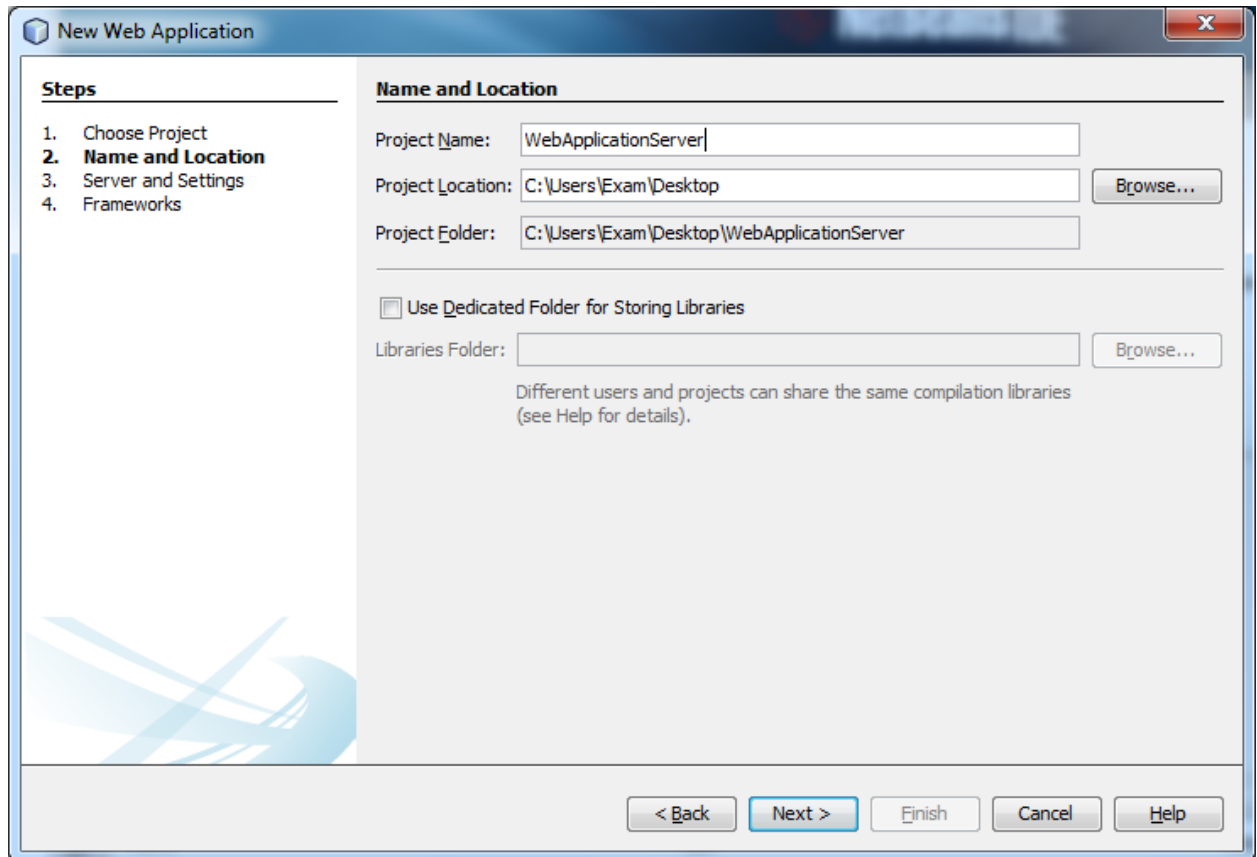 New Web Application
X
Steps
1. Choose Project
2. Name and Location
3. Server and Settings
4. Frameworks
Name and Location
Project Name: WebApplicationServer
Project Location: C:\Users\Exam\Desktop Browse...
Project Folder: C:\Users\Exam\Desktop\WebApplicationServer
Use Dedicated Folder for Storing Libraries
Libraries Folder: Browse...
Different users and projects can share the same compilation libraries
(see Help for details).
< Back Next > Finish Cancel Help